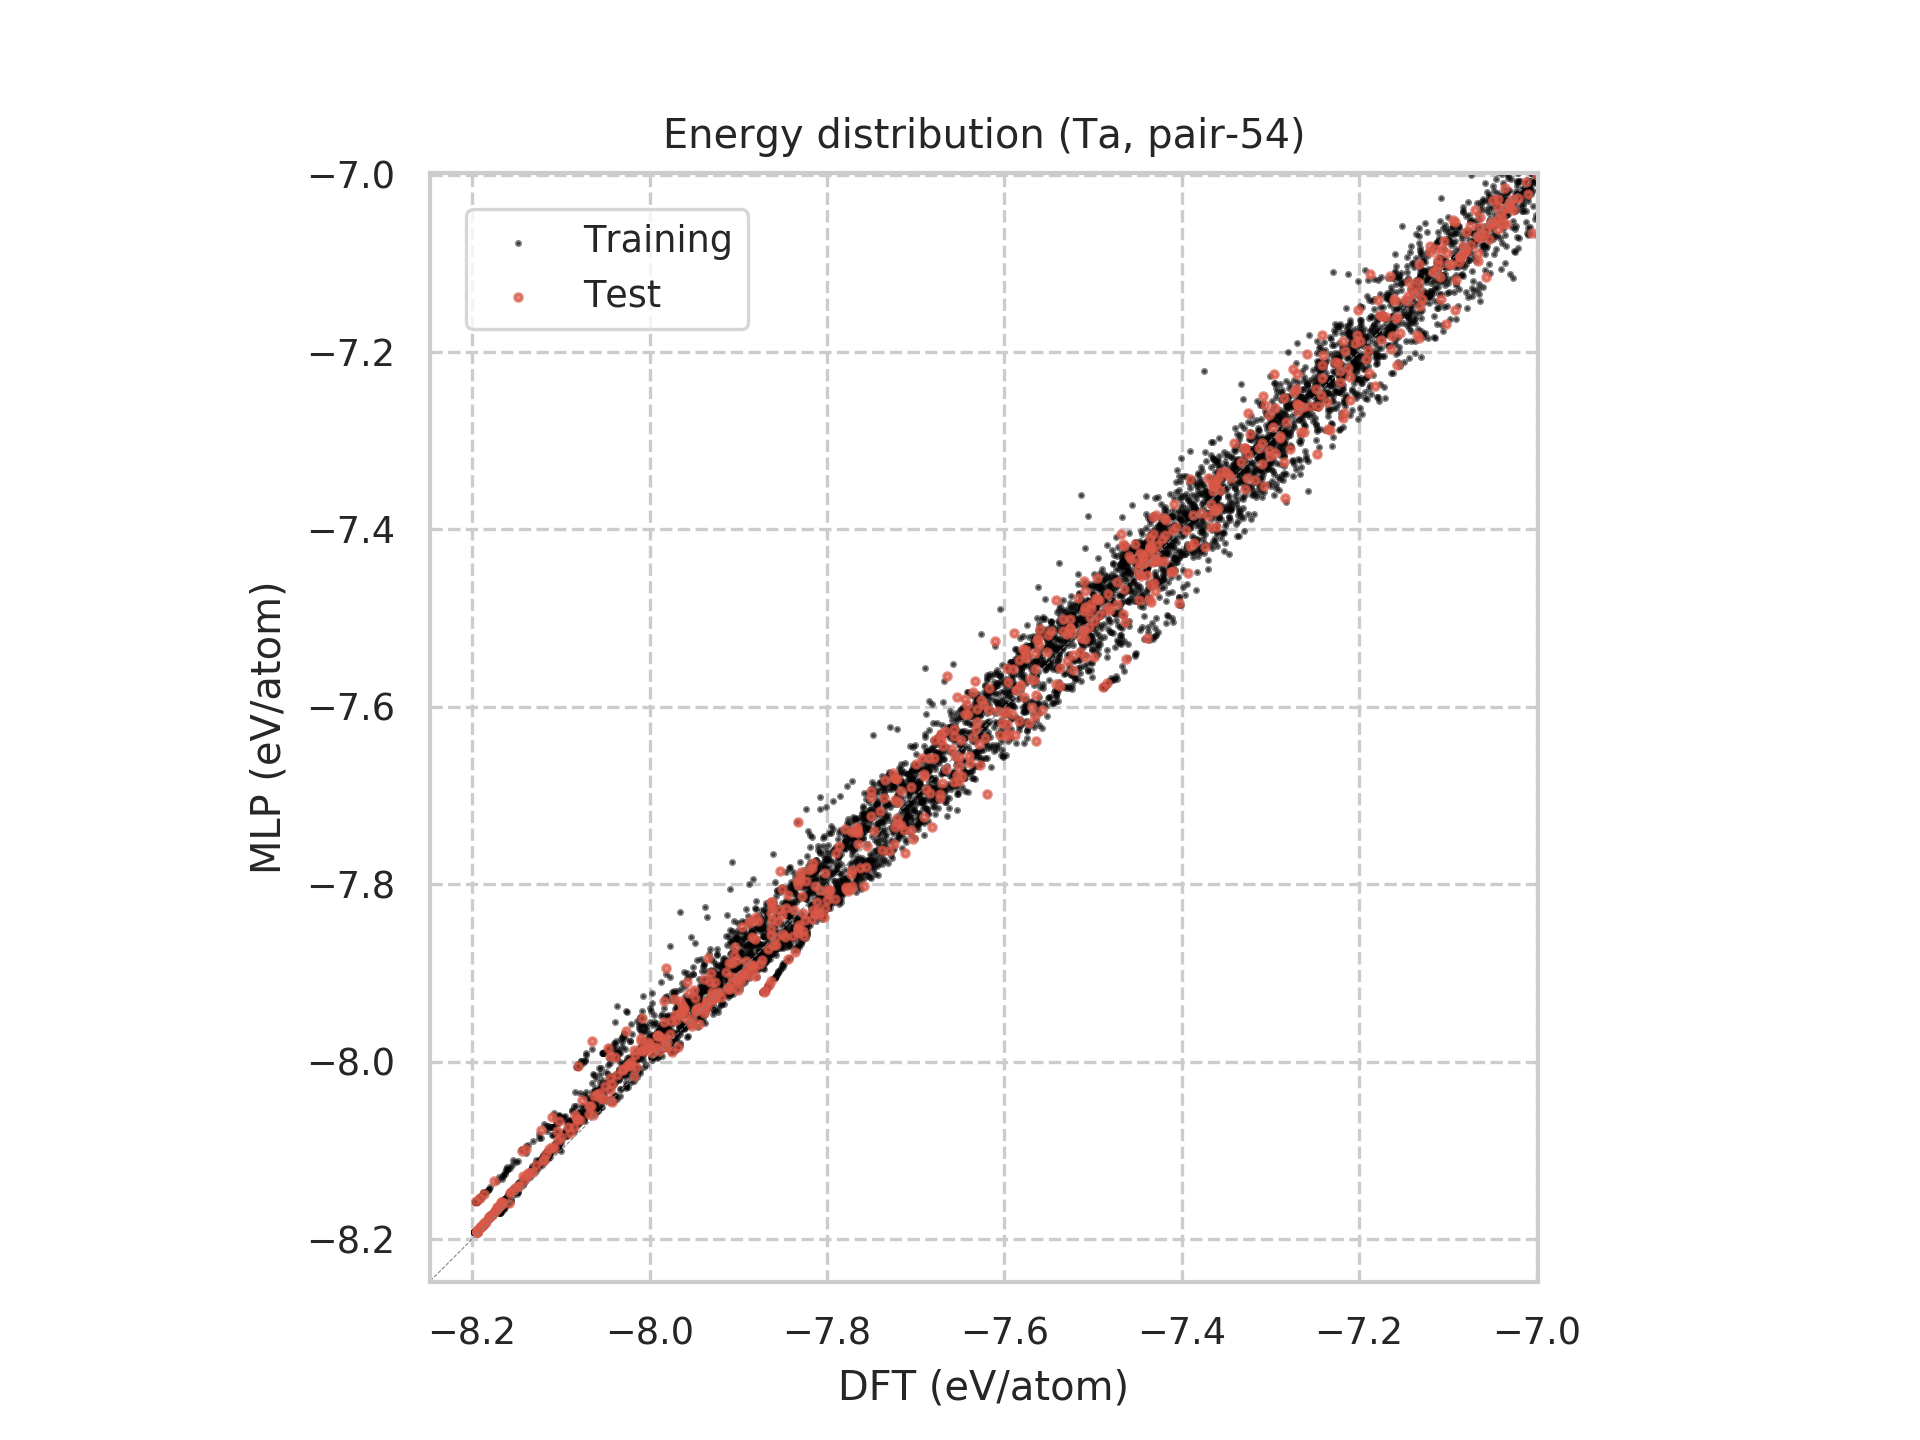 Energy distribution (Ta, pair-54)
−7.0
Training
Test
−7.2
−7.4
−7.6
−7.8
−8.0
−8.2
MLP (eV/atom)
−8.2 −8.0 −7.8 −7.6 −7.4 −7.2 −7.0
DFT (eV/atom)